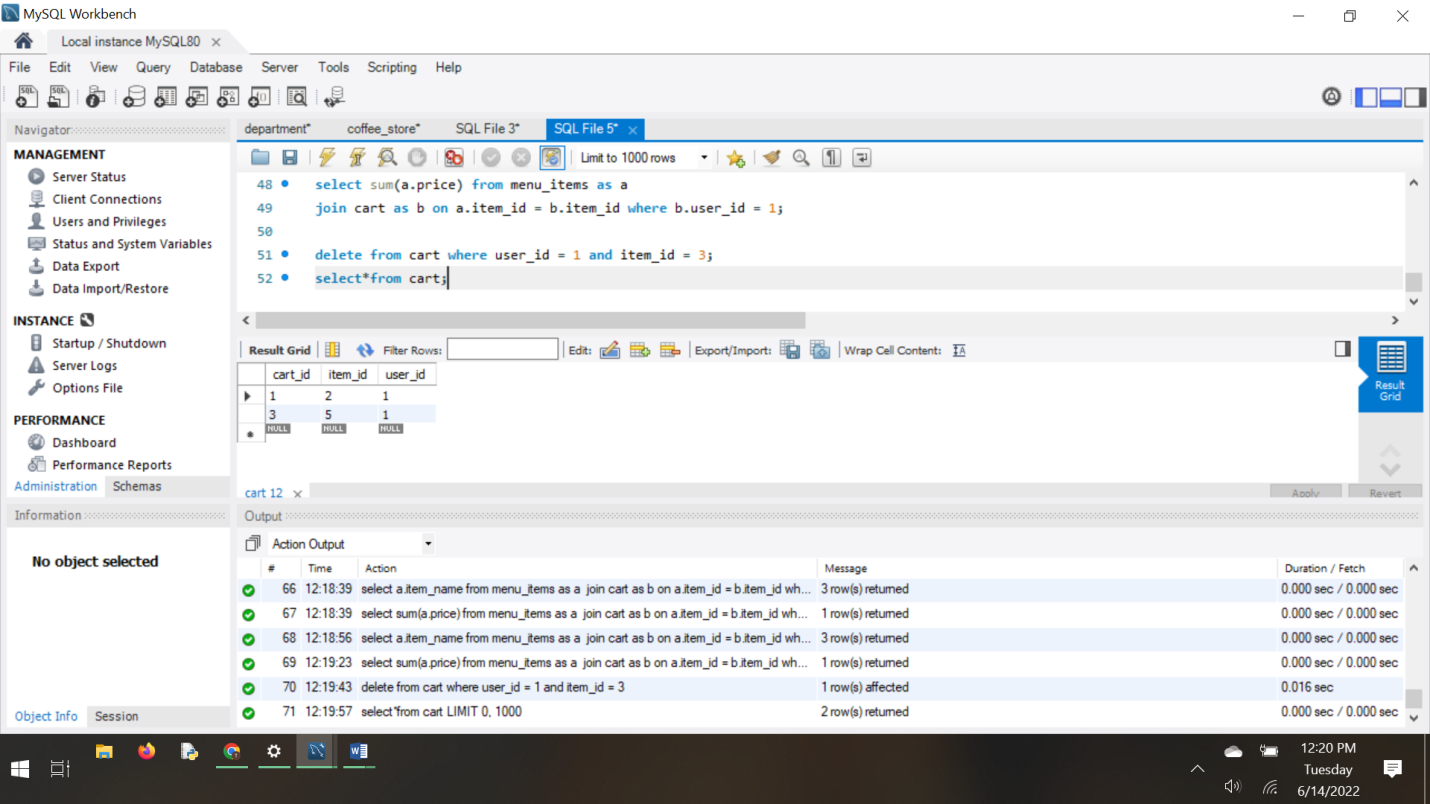 MySQL Workbench
Local instance MySQL80
File Edit View Query Database Server Tools Scripting Help
Navigator
MANAGEMENT
Server Status
Client Connections
Users and Privileges
Status and System Variables
Data Export
Data Import/Restore
INSTANCE
Startup / Shutdown
Server Logs
Options File
PERFORMANCE
Dashboard
Performance Reports
Administration Schemas
Information
No object selected
Object Info Session
department* coffee_store* SQL File 3* SQL File 5*
Limit to 1000 rows
48 select sum(a.price) from menu_items as a
49 join cart as b on a.item_id = b.item_id where b.user_id = 1;
50
51 delete from cart where user_id = 1 and item_id = 3;
52 select*from cart;
Result Grid Filter Rows: Edit: Export/Import: Wrap Cell Content:
cart_id item_id user_id
1 2 1
3 5 1
NULL NULL NULL
Result
Grid
cart 12 Apply Revert
Output
Action Output
# Time Action Message Duration / Fetch
66 12:18:39 select a.item_name from menu_items as a join cart as b on a.item_id = b.item_id wh... 3 row(s) returned 0.000 sec / 0.000 sec
67 12:18:39 select sum(a.price) from menu_items as a join cart as b on a.item_id = b.item_id wh... 1 row(s) returned 0.000 sec / 0.000 sec
68 12:18:56 select a.item_name from menu_items as a join cart as b on a.item_id = b.item_id wh... 3 row(s) returned 0.000 sec / 0.000 sec
69 12:19:23 select sum(a.price) from menu_items as a join cart as b on a.item_id = b.item_id wh... 1 row(s) returned 0.000 sec / 0.000 sec
70 12:19:43 delete from cart where user_id = 1 and item_id = 3 1 row(s) affected 0.016 sec
71 12:19:57 select*from cart LIMIT 0, 1000 2 row(s) returned 0.000 sec / 0.000 sec
12:20 PM
Tuesday
6/14/2022